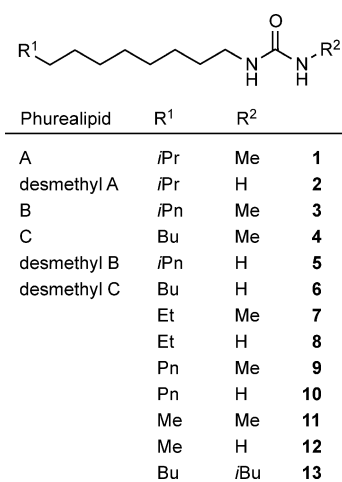 O
R¹ N N R²
H H
Phurealipid R¹ R²
A iPr Me 1
desmethyl A iPr H 2
B iPn Me 3
C Bu Me 4
desmethyl B iPn H 5
desmethyl C Bu H 6
Et Me 7
Et H 8
Pn Me 9
Pn H 10
Me Me 11
Me H 12
Bu iBu 13